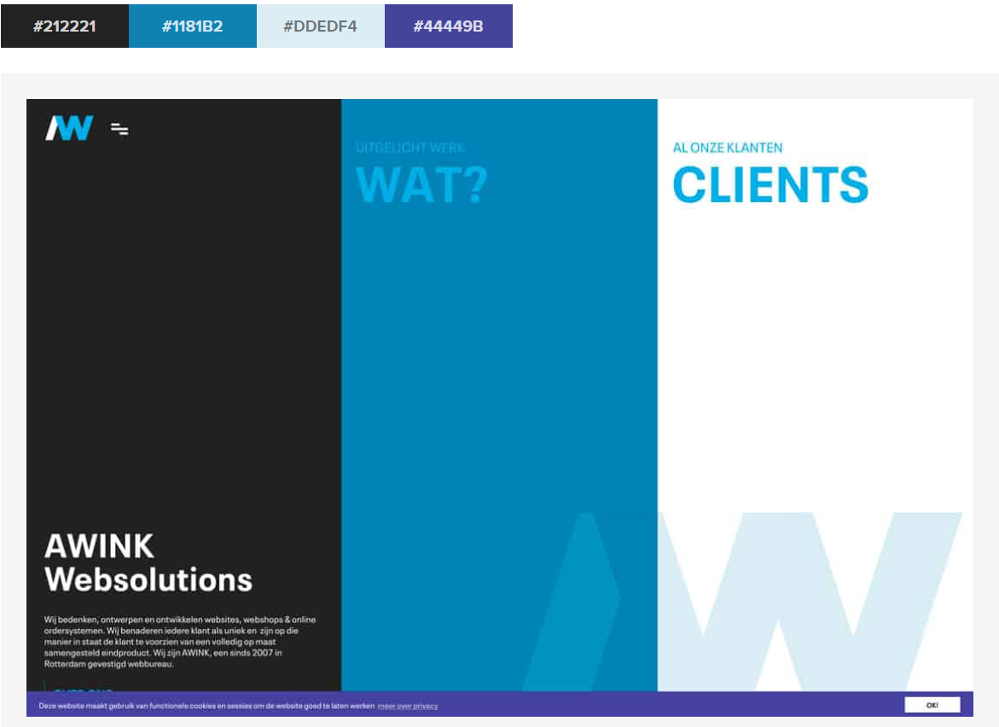 #212221 #1181B2 #DDEDF4 #44449B
AW
UITGELICHT WERK
WAT?
AL ONZE KLANTEN
CLIENTS
AWINK
Websolutions
Wij bedenken, ontwerpen en ontwikkelen websites, webshops & online
ordersystemen. Wij benaderen iedere klant als uniek en zijn op die
manier in staat de klant te voorzien van een volledig op maat
samengesteld eindproduct. Wij zijn AWINK, een sinds 2007 in
Rotterdam gevestigd webbureau.
Deze website maakt gebruik van functionele cookies en sessies om de website goed te laten werken meer over privacy
OK!